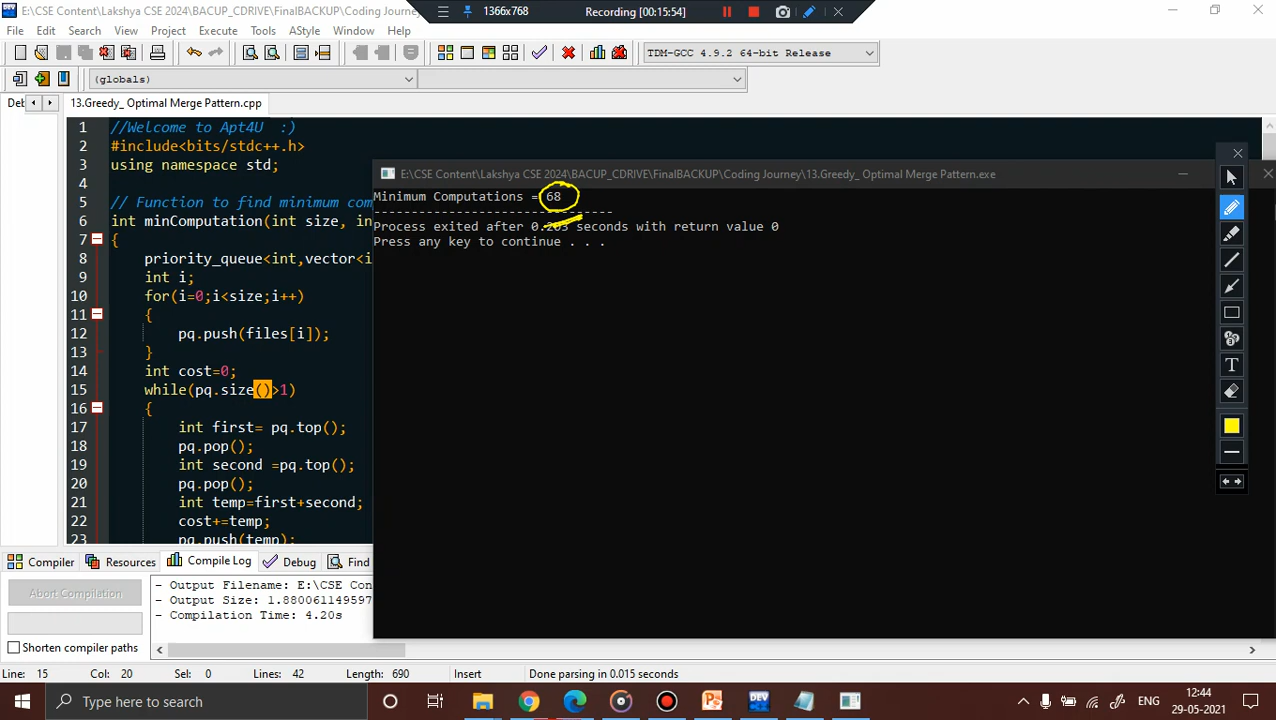 E:\CSE Content\Lakshya CSE 2024\BACUP_CDRIVE\FinalBACKUP\Coding Journey
1366x768
Recording [00:15:54]
File Edit Search View Project Execute Tools AStyle Window Help
TDM-GCC 4.9.2 64-bit Release
(globals)
Det
13.Greedy_ Optimal Merge Pattern.cpp
1 //Welcome to Apt4U :)
2 #include<bits/stdc++.h>
3 using namespace std;
4
5 // Function to find minimum com
6 int minComputation(int size, in
7 {
8 priority_queue<int,vector<i
9 int i;
10 for(i=0;i<size;i++)
11 {
12 pq.push(files[i]);
13 }
14 int cost=0;
15 while(pq.size()>1)
16 {
17 int first= pq.top();
18 pq.pop();
19 int second =pq.top();
20 pq.pop();
21 int temp=first+second;
22 cost+=temp;
23 pq.push(temp);
E:\CSE Content\Lakshya CSE 2024\BACUP_CDRIVE\FinalBACKUP\Coding Journey\13.Greedy_ Optimal Merge Pattern.exe
Minimum Computations = 68
--------------------------------
Process exited after seconds with return value 0
Press any key to continue . . .
T
Compiler Resources Compile Log Debug Find
Abort Compilation
Shorten compiler paths
- Output Filename: E:\CSE Con
- Output Size: 1.880061149597
- Compilation Time: 4.20s
Line: 15 Col: 20 Sel: 0 Lines: 42 Length: 690 Insert Done parsing in 0.015 seconds
Type here to search
ENG
12:44
29-05-2021